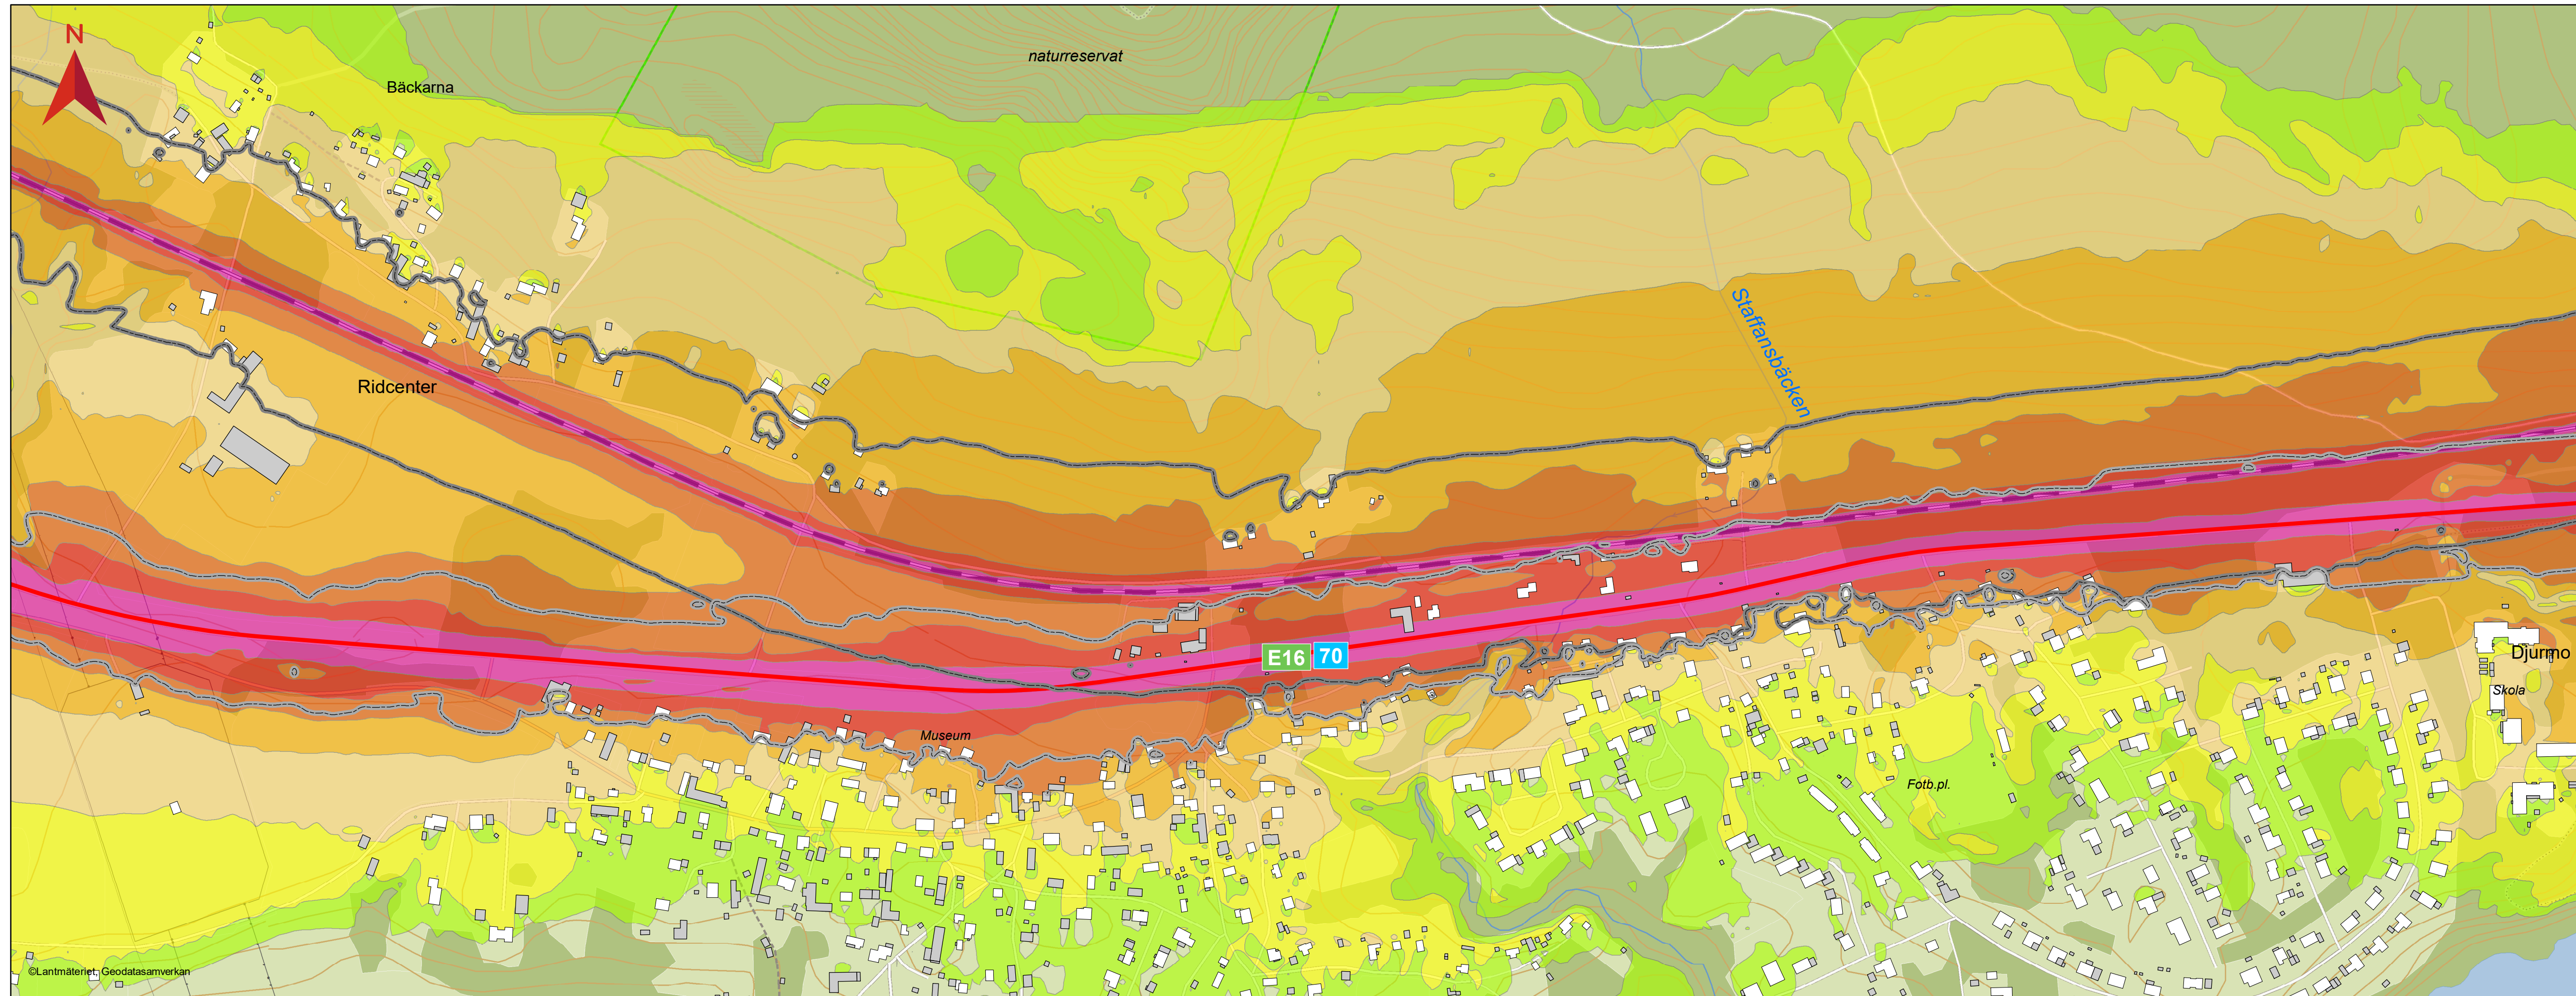 N
naturreservat
Bäckarna
Staffansbäcken
Ridcenter
E16 70
Djurmo
Skola
Museum
Fotb.pl.
©Lantmäteriet, Geodatasamverkan